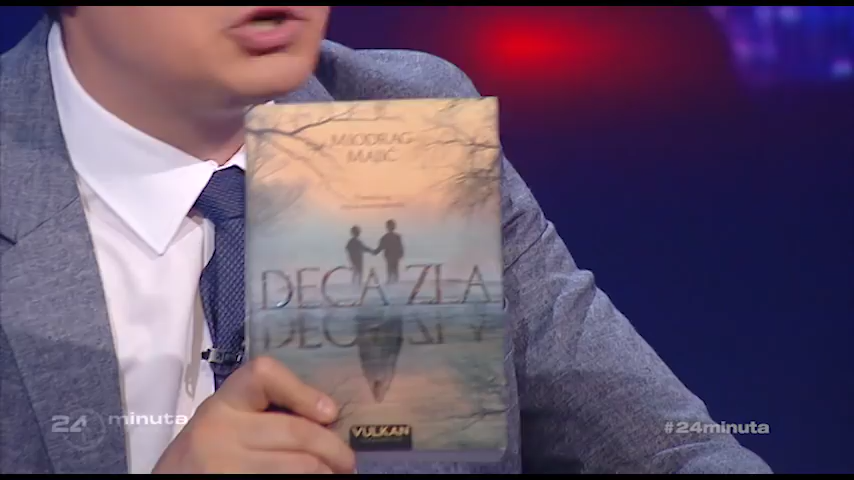 MIODRAG
MAJIĆ
DECA ZLA
VULKAN
24 minuta
#24minuta